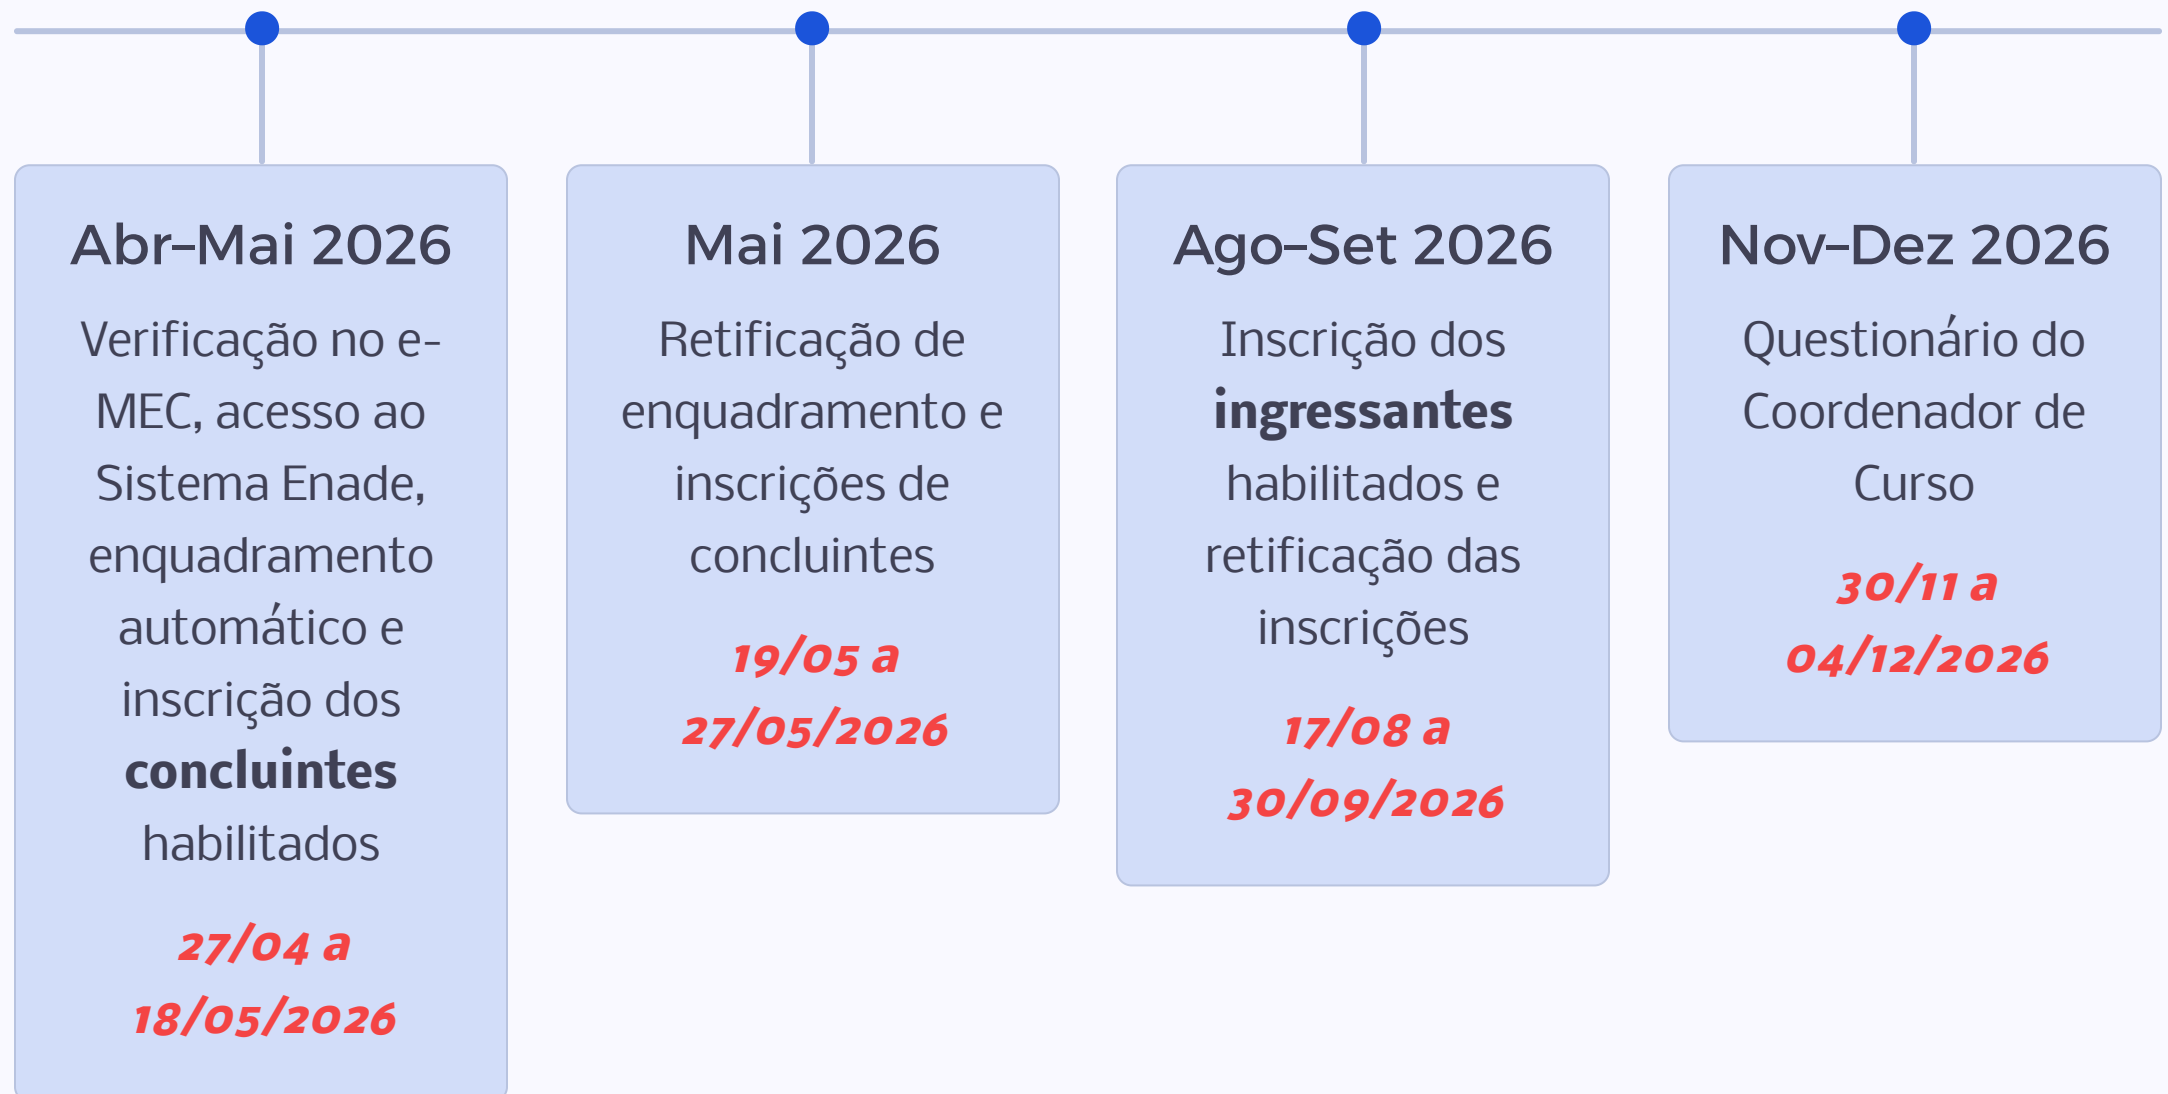 Abr–Mai 2026
Verificação no e-
MEC, acesso ao
Sistema Enade,
enquadramento
automático e
inscrição dos
concluintes
habilitados
27/04 a
18/05/2026
Mai 2026
Retificação de
enquadramento e
inscrições de
concluintes
19/05 a
27/05/2026
Ago–Set 2026
Inscrição dos
ingressantes
habilitados e
retificação das
inscrições
17/08 a
30/09/2026
Nov–Dez 2026
Questionário do
Coordenador de
Curso
30/11 a
04/12/2026